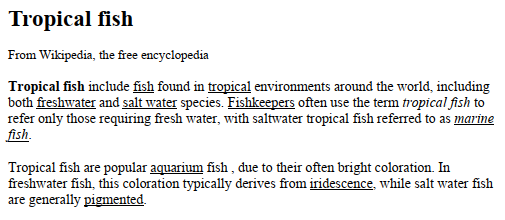 Tropical fish
From Wikipedia, the free encyclopedia
Tropical fish include fish found in tropical environments around the world, including
both freshwater and salt water species. Fishkeepers often use the term tropical fish to
refer only those requiring fresh water, with saltwater tropical fish referred to as marine
fish.
Tropical fish are popular aquarium fish , due to their often bright coloration. In
freshwater fish, this coloration typically derives from iridescence, while salt water fish
are generally pigmented.